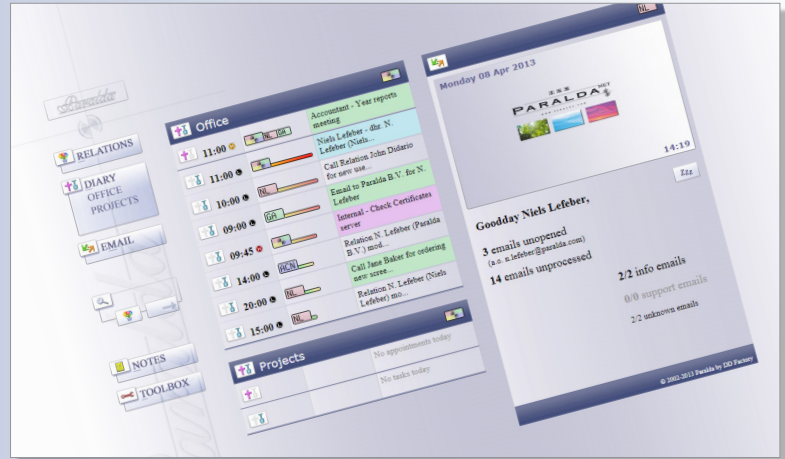 Paralda
RELATIONS
DIARY
OFFICE
PROJECTS
EMAIL
NOTES
TOOLBOX
Office
11:00 NL GA Accountant - Year reports
meeting
11:00 Niels Lefeber - dhr. N.
Lefeber (Niels...
10:00 NL Call Relation John Didario
for new use...
09:00 GA Email to Paralda B.V. for N.
Lefeber
09:45 Internal - Check Certificates
server
14:00 ACN Relation N. Lefeber (Paralda
B.V.) mod...
20:00 NL Call Jane Baker for ordering
new scree...
15:00 NL Relation N. Lefeber (Niels
Lefeber) mo...
Projects
No appointments today
No tasks today
NL
Monday 08 Apr 2013
PARALDA.NET
14:19
Zzz
Goodday Niels Lefeber,
3 emails unopened
(a.o. n.lefeber@paralda.com)
14 emails unprocessed
2/2 info emails
0/0 support emails
2/2 unknown emails
© 2002-2013 Paralda by DD Factory